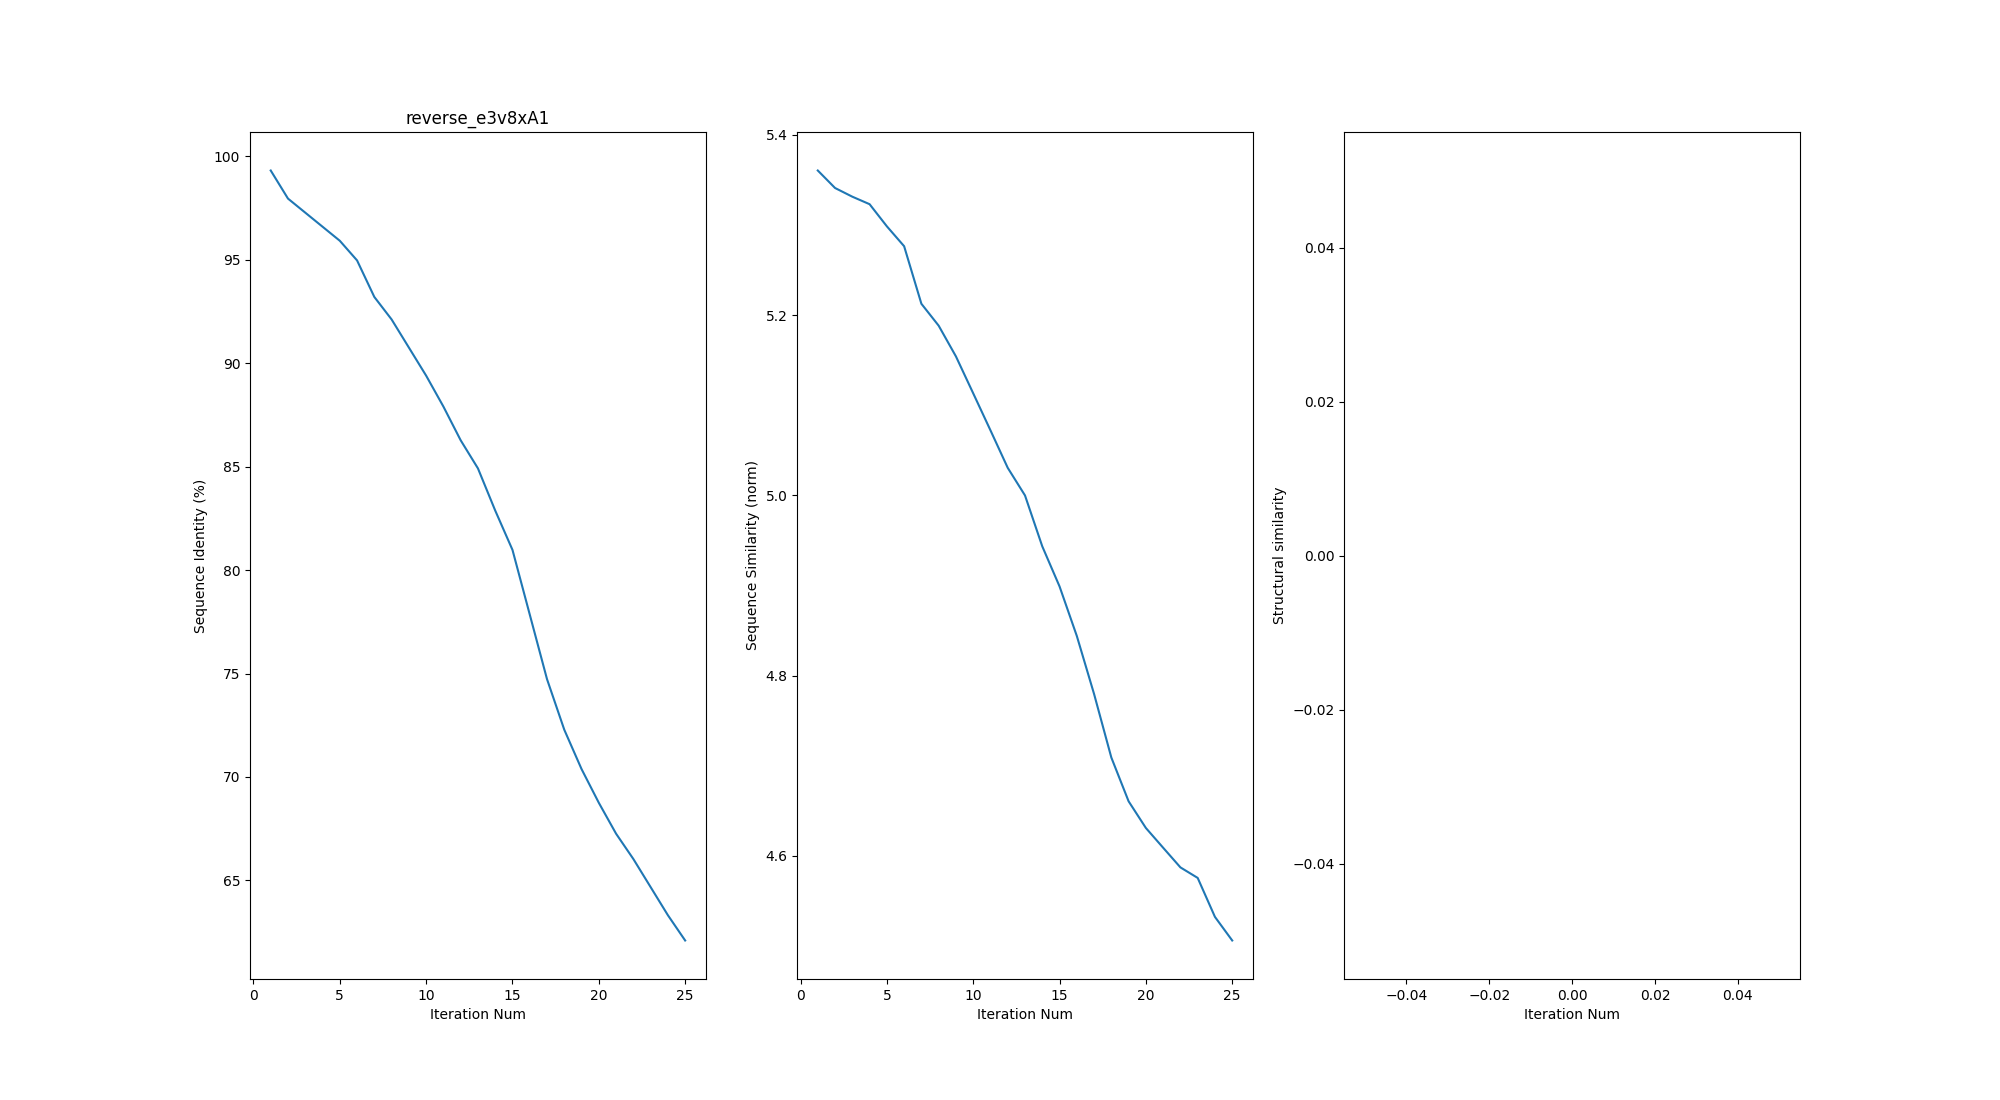 reverse_e3v8xA1
Sequence Identity (%)
100
95
90
85
80
75
70
65
0 5 10 15 20 25
Iteration Num
Sequence Similarity (norm)
5.4
5.2
5.0
4.8
4.6
0 5 10 15 20 25
Iteration Num
Structural similarity
0.04
0.02
0.00
−0.02
−0.04
−0.04 −0.02 0.00 0.02 0.04
Iteration Num